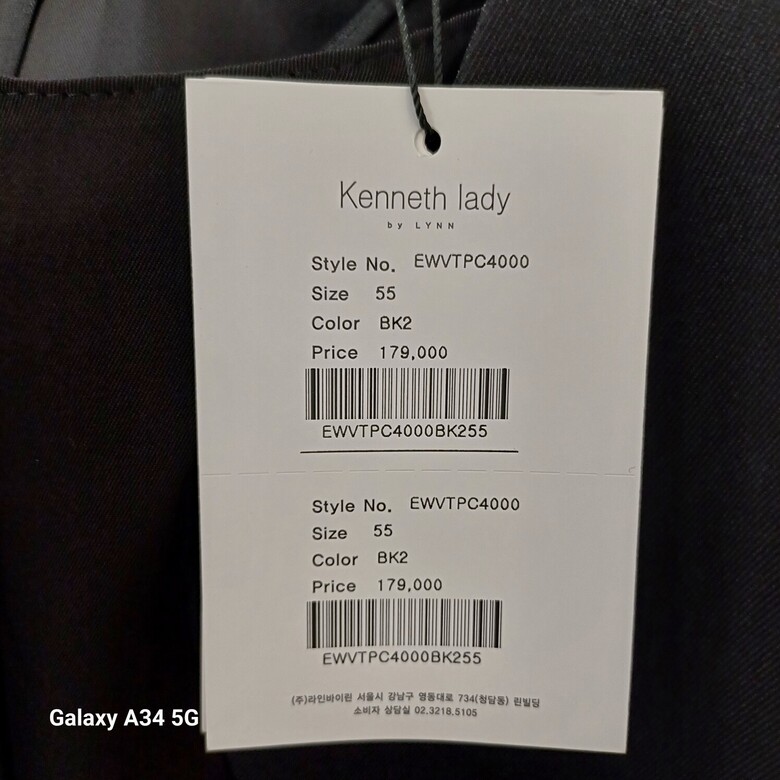 Kenneth lady
by LYNN
Style No. EWVTPC4000
Size 55
Color BK2
Price 179,000
EWVTPC4000BK255
Style No. EWVTPC4000
Size 55
Color BK2
Price 179,000
EWVTPC4000BK255
(주)라인바이린 서울시 강남구 영동대로 734(청담동) 린빌딩
소비자 상담실 02.3218.5105
Galaxy A34 5G